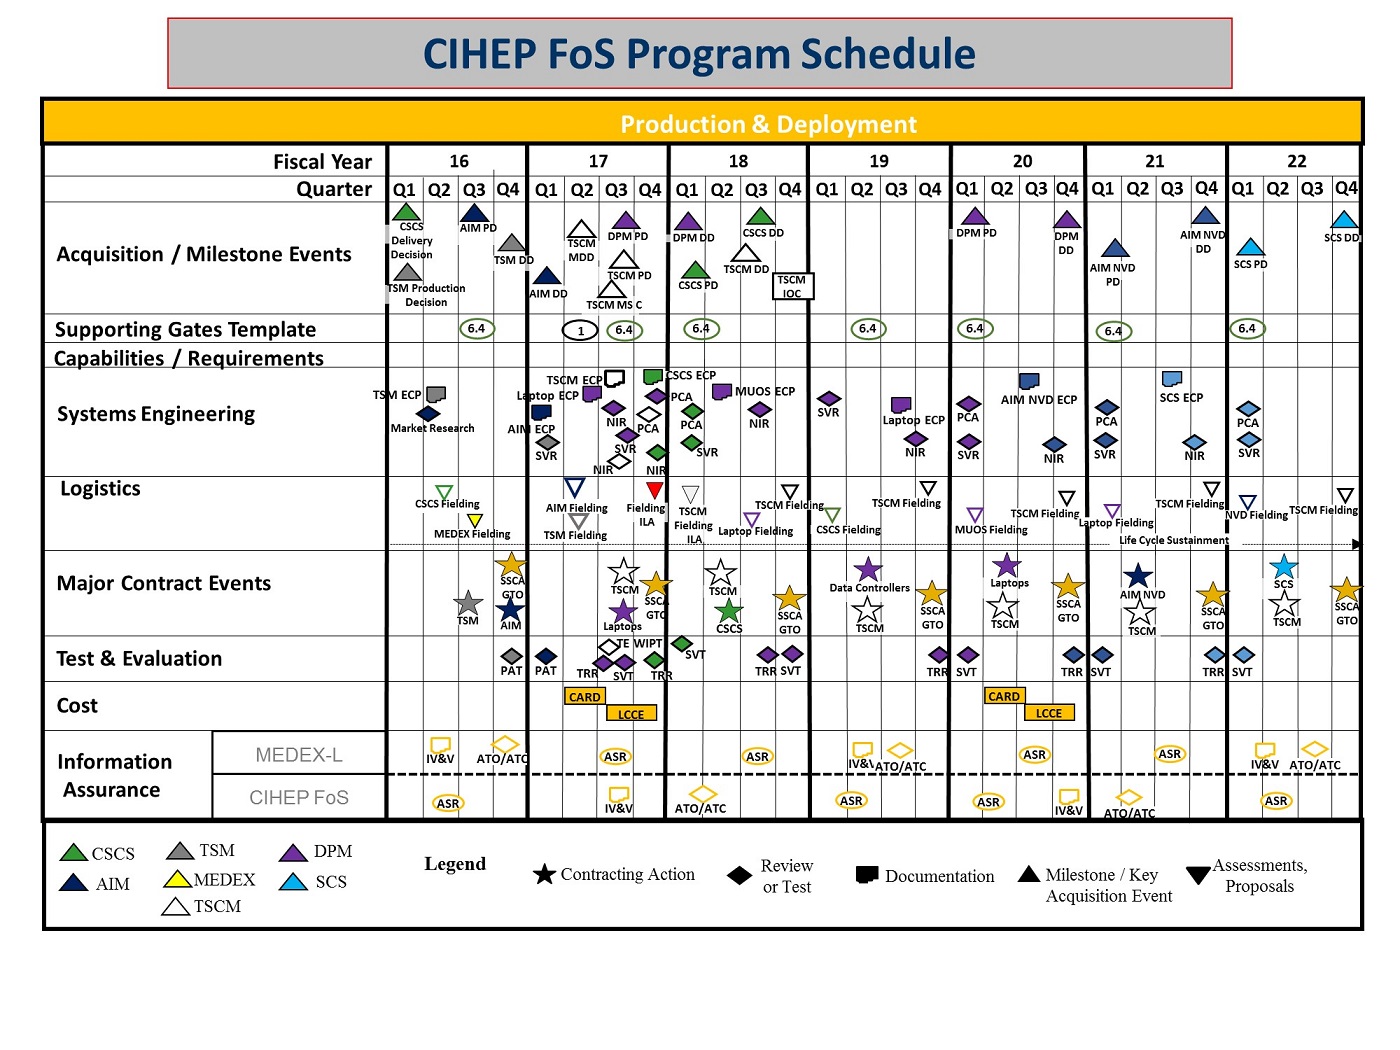 CIHEP FoS Program Schedule
Production & Deployment
Fiscal Year 16 17 18 19 20 21 22
Quarter Q1 Q2 Q3 Q4 Q1 Q2 Q3 Q4 Q1 Q2 Q3 Q4 Q1 Q2 Q3 Q4 Q1 Q2 Q3 Q4 Q1 Q2 Q3 Q4 Q1 Q2 Q3 Q4
Acquisition / Milestone Events
CSCS
Delivery
Decision
TSM Production
Decision
AIM PD
TSM DD
AIM DD
TSCM
MDD
DPM PD
TSCM PD
TSCM MS C
DPM DD
CSCS PD
CSCS DD
TSCM DD
TSCM
IOC
DPM PD
DPM
DD
AIM NVD
PD
AIM NVD
DD
SCS PD
SCS DD
Supporting Gates Template
6.4 1 6.4 6.4 6.4 6.4 6.4 6.4
Capabilities / Requirements
Systems Engineering
TSM ECP
Market Research
TSCM ECP
Laptop ECP
AIM ECP
SVR
NIR
SVR
NIR
CSCS ECP
PCA
PCA
NIR
PCA
SVR
MUOS ECP
NIR
SVR
Laptop ECP
NIR
PCA
SVR
AIM NVD ECP
NIR
PCA
SVR
SCS ECP
NIR
PCA
SVR
Logistics
CSCS Fielding
MEDEX Fielding
AIM Fielding
TSM Fielding
Fielding
ILA
TSCM
Fielding
ILA
TSCM Fielding
Laptop Fielding
CSCS Fielding
TSCM Fielding
MUOS Fielding
TSCM Fielding
Laptop Fielding
TSCM Fielding
NVD Fielding
TSCM Fielding
Life Cycle Sustainment
Major Contract Events
SSCA
GTO
TSM
AIM
TSCM
SSCA
GTO
Laptops
TSCM
CSCS
SSCA
GTO
Data Controllers
TSCM
SSCA
GTO
Laptops
TSCM
SSCA
GTO
AIM NVD
TSCM
SSCA
GTO
SCS
TSCM
SSCA
GTO
Test & Evaluation
PAT
PAT
TE WIPT
TRR
SVT
TRR
SVT
TRR SVT
TRR
SVT
TRR
SVT
TRR
SVT
Cost
CARD
LCCE
CARD
LCCE
Information
Assurance
MEDEX-L
IV&V ATO/ATC ASR ASR IV&V ATO/ATC ASR ASR IV&V ATO/ATC
CIHEP FoS
ASR IV&V ATO/ATC ASR ASR IV&V ATO/ATC ASR
CSCS TSM DPM
AIM MEDEX SCS
TSCM
Legend
Contracting Action
Review
or Test
Documentation
Milestone / Key
Acquisition Event
Assessments,
Proposals